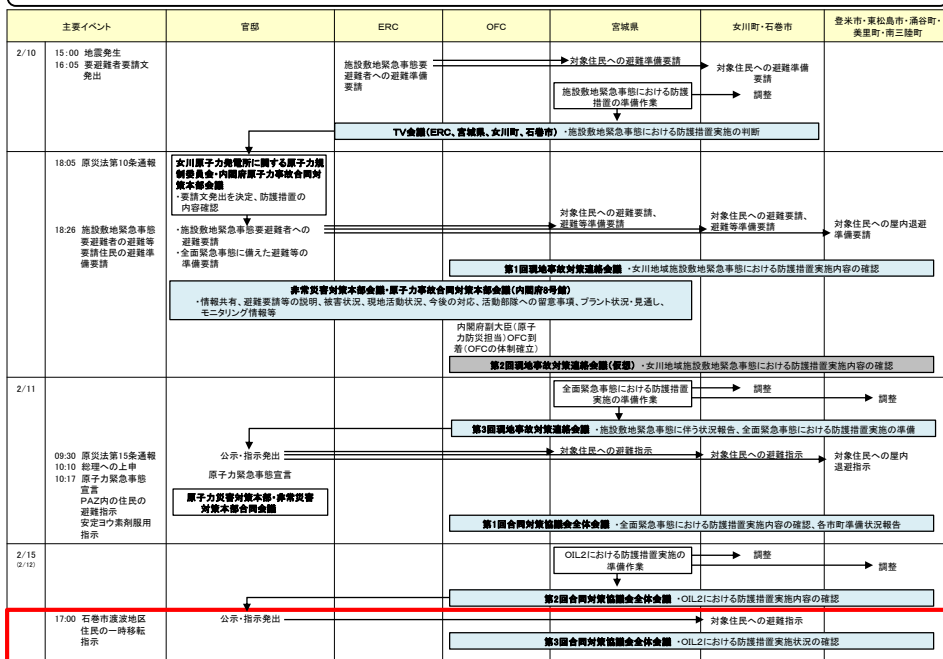 主要イベント
官邸
ERC
OFC
宮城県
女川町・石巻市
登米市・東松島市・涌谷町・
美里町・南三陸町
2/10
15:00 地震発生
16:05 要避難者要請文
発出
施設敷地緊急事態要
避難者への避難準備
要請
対象住民への避難準備要請
対象住民への避難準備
要請
施設敷地緊急事態における防護
措置の準備作業
調整
TV会議(ERC、宮城県、女川町、石巻市) ・施設敷地緊急事態における防護措置実施の判断
18:05 原災法第10条通報
女川原子力発電所に関する原子力規
制委員会・内閣府原子力事故合同対
策本部会議
・要請文発出を決定、防護措置の
内容確認
18:26 施設敷地緊急事態
要避難者の避難等
要請住民の避難準
備要請
・施設敷地緊急事態要避難者への
避難要請
・全面緊急事態に備えた避難等の
準備要請
対象住民への避難要請、
避難等準備要請
対象住民への避難要請、
避難等準備要請
対象住民への屋内退避
準備要請
第1回現地事故対策連絡会議 ・女川地域施設敷地緊急事態における防護措置実施内容の確認
非常災害対策本部会議・原子力事故合同対策本部会議(内閣府8号館)
・情報共有、避難要請等の説明、被害状況、現地活動状況、今後の対応、活動部隊への留意事項、プラント状況・見通し、
モニタリング情報等
内閣府副大臣(原子
力防災担当)OFC到
着(OFCの体制確立)
第2回現地事故対策連絡会議(仮想) ・女川地域施設敷地緊急事態における防護措置実施内容の確認
2/11
全面緊急事態における防護措置
実施の準備作業
調整
調整
第3回現地事故対策連絡会議 ・施設敷地緊急事態に伴う状況報告、全面緊急事態における防護措置実施の準備
09:30 原災法第15条通報
10:10 総理への上申
10:17 原子力緊急事態
宣言
PAZ内の住民の
避難指示
安定ヨウ素剤服用
指示
公示・指示発出
原子力緊急事態宣言
対象住民への避難指示
対象住民への避難指示
対象住民への屋内
退避指示
原子力災害対策本部・非常災害
対策本部合同会議
第1回合同対策協議会全体会議 ・全面緊急事態における防護措置実施内容の確認、各市町準備状況報告
2/15
(2/12)
OIL2における防護措置実施の
準備作業
調整
調整
第2回合同対策協議会全体会議 ・OIL2における防護措置実施内容の確認
17:00 石巻市渡波地区
住民の一時移転
指示
公示・指示発出
対象住民への避難指示
第3回合同対策協議会全体会議 ・OIL2における防護措置実施状況の確認